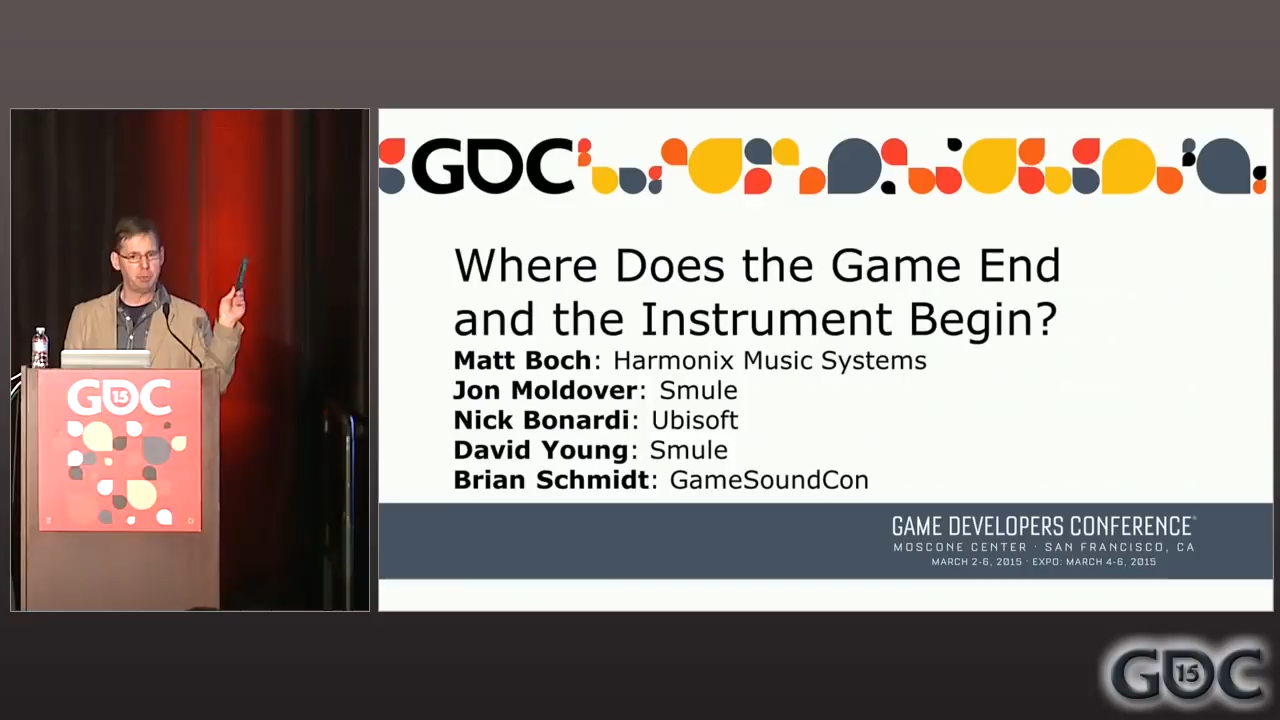 GDC
15
GDC
Where Does the Game End
and the Instrument Begin?
Matt Boch: Harmonix Music Systems
Jon Moldover: Smule
Nick Bonardi: Ubisoft
David Young: Smule
Brian Schmidt: GameSoundCon
GAME DEVELOPERS CONFERENCE®
MOSCONE CENTER · SAN FRANCISCO, CA
MARCH 2-6, 2015 · EXPO: MARCH 4-6, 2015
GDC
15